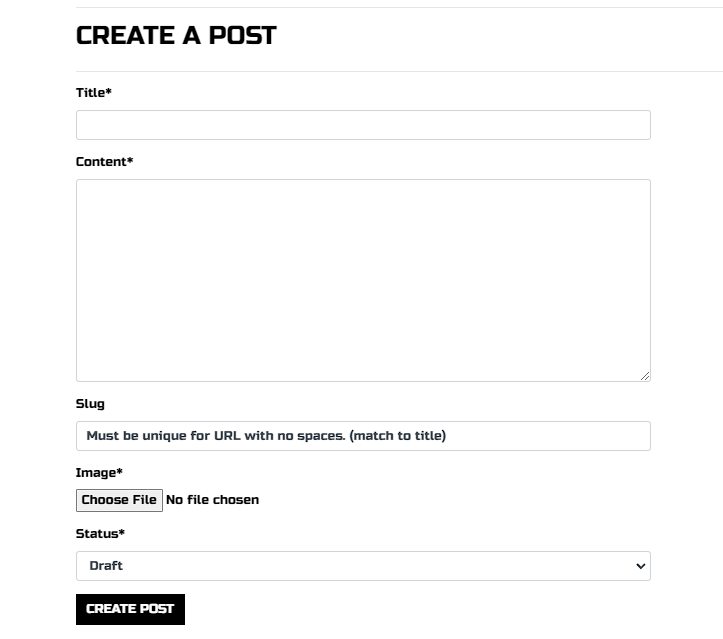 CREATE A POST
Title*
Content*
Slug
Must be unique for URL with no spaces. (match to title)
Image*
Choose File No file chosen
Status*
Draft
CREATE POST